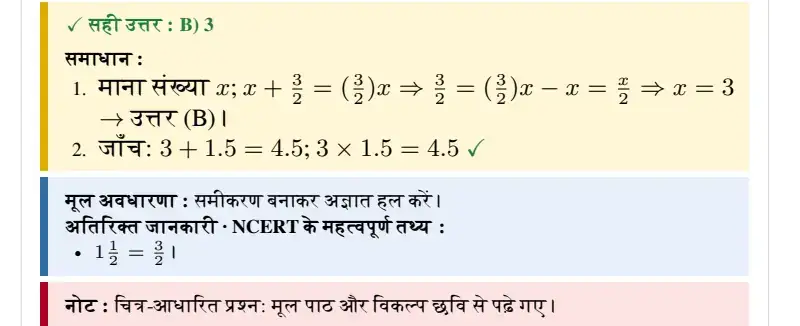 ✓ सही उत्तर : B) 3
समाधान :
1. माना संख्या x; x + 3/2 = (3/2)x ⇒ 3/2 = (3/2)x − x = x/2 ⇒ x = 3
→ उत्तर (B)।
2. जाँच: 3 + 1.5 = 4.5; 3 × 1.5 = 4.5 ✓
मूल अवधारणा : समीकरण बनाकर अज्ञात हल करें।
अतिरिक्त जानकारी · NCERT के महत्वपूर्ण तथ्य :
• 1 1/2 = 3/2।
नोट : चित्र-आधारित प्रश्न: मूल पाठ और विकल्प छवि से पढ़े गए।